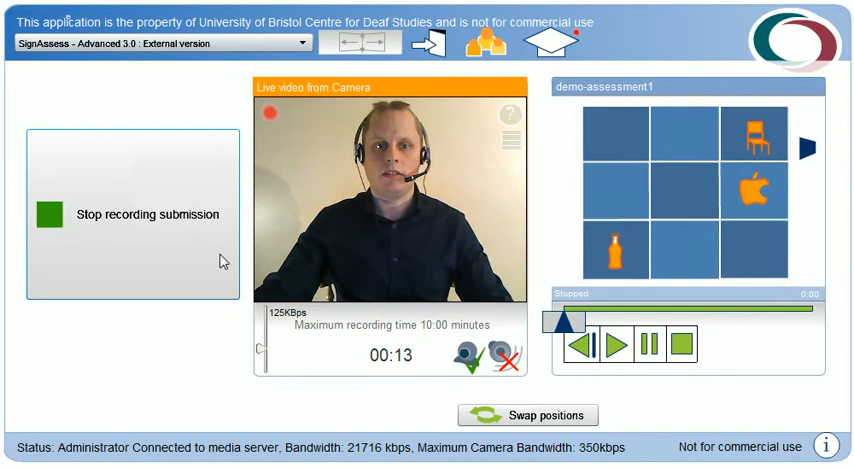 This application is the property of University of Bristol Centre for Deaf Studies and is not for commercial use
SignAssess - Advanced 3.0 : External version
Live video from Camera
demo-assessment1
?
Stop recording submission
Stopped 0:00
125KBps
Maximum recording time 10:00 minutes
00:13
Swap positions
Status: Administrator Connected to media server, Bandwidth: 21716 kbps, Maximum Camera Bandwidth: 350kbps
Not for commercial use i